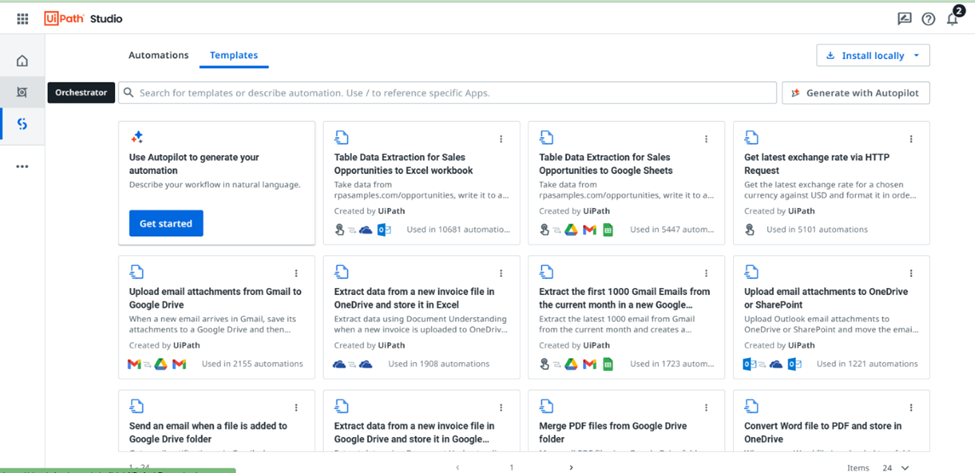 UiPath Studio
2
Automations
Templates
Install locally
Orchestrator
Search for templates or describe automation. Use / to reference specific Apps.
Generate with Autopilot
Use Autopilot to generate your
automation
Describe your workflow in natural language.
Get started
Table Data Extraction for Sales
Opportunities to Excel workbook
Take data from
rpasamples.com/opportunities, write it to a...
Created by UiPath
Used in 10681 automatio...
Table Data Extraction for Sales
Opportunities to Google Sheets
Take data from
rpasamples.com/opportunities, write it to a...
Created by UiPath
Used in 5447 autom...
Get latest exchange rate via HTTP
Request
Get the latest exchange rate for a chosen
currency against USD and format it in orde...
Created by UiPath
Used in 5101 automations
Upload email attachments from Gmail to
Google Drive
When a new email arrives in Gmail, save its
attachments to a Google Drive and then...
Created by UiPath
Used in 2155 automations
Extract data from a new invoice file in
OneDrive and store it in Excel
Extract data using Document Understanding
when a new invoice is uploaded to OneDriv...
Created by UiPath
Used in 1908 automations
Extract the first 1000 Gmail Emails from
the current month in a new Google...
Extract the latest 1000 email from Gmail
from the current month and creates a...
Created by UiPath
Used in 1723 autom...
Upload email attachments to OneDrive
or SharePoint
Upload Outlook email attachments to
OneDrive or SharePoint and move the emai...
Created by UiPath
Used in 1221 automations
Send an email when a file is added to
Google Drive folder
Extract data from a new invoice file in
Google Drive and store it in Google...
Merge PDF files from Google Drive
folder
Convert Word file to PDF and store in
OneDrive
1 - 24
1
Items 24